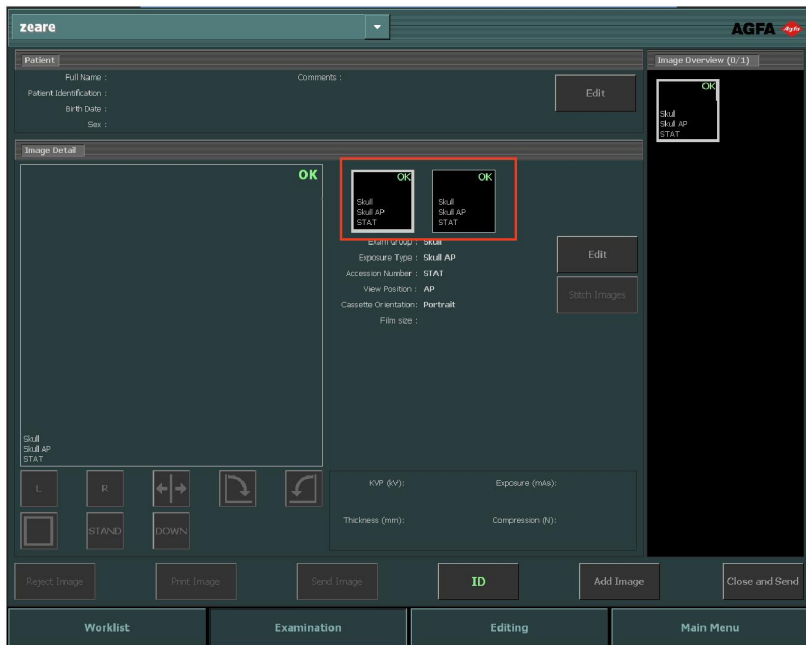 zeare
AGFA
Agfa
Patient
Full Name :
Comments :
Patient Identification :
Birth Date :
Sex :
Edit
Image Overview (0/1)
OK
Skull
Skull AP
STAT
Image Detail
OK
Skull
Skull AP
STAT
OK
Skull
Skull AP
STAT
OK
Skull
Skull AP
STAT
Exam Group : Skull
Exposure Type : Skull AP
Accession Number : STAT
View Position : AP
Cassette Orientation: Portrait
Film size :
Edit
Stitch Images
L
R
STAND
DOWN
KVP (kV):
Exposure (mAs):
Thickness (mm):
Compression (N):
Reject Image
Print Image
Send Image
ID
Add Image
Close and Send
Worklist
Examination
Editing
Main Menu